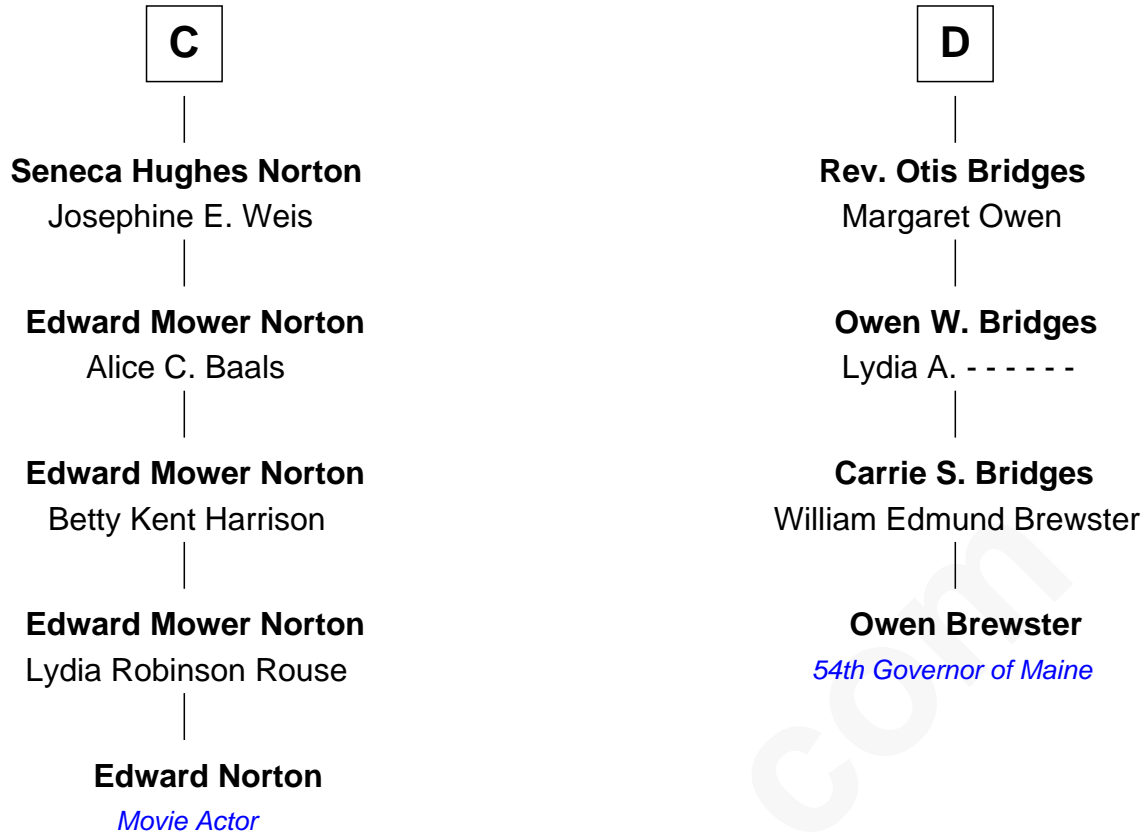 C
Seneca Hughes Norton
Josephine E. Weis
Edward Mower Norton
Alice C. Baals
Edward Mower Norton
Betty Kent Harrison
Edward Mower Norton
Lydia Robinson Rouse
Edward Norton
Movie Actor
D
Rev. Otis Bridges
Margaret Owen
Owen W. Bridges
Lydia A. - - - - - -
Carrie S. Bridges
William Edmund Brewster
Owen Brewster
54th Governor of Maine
com